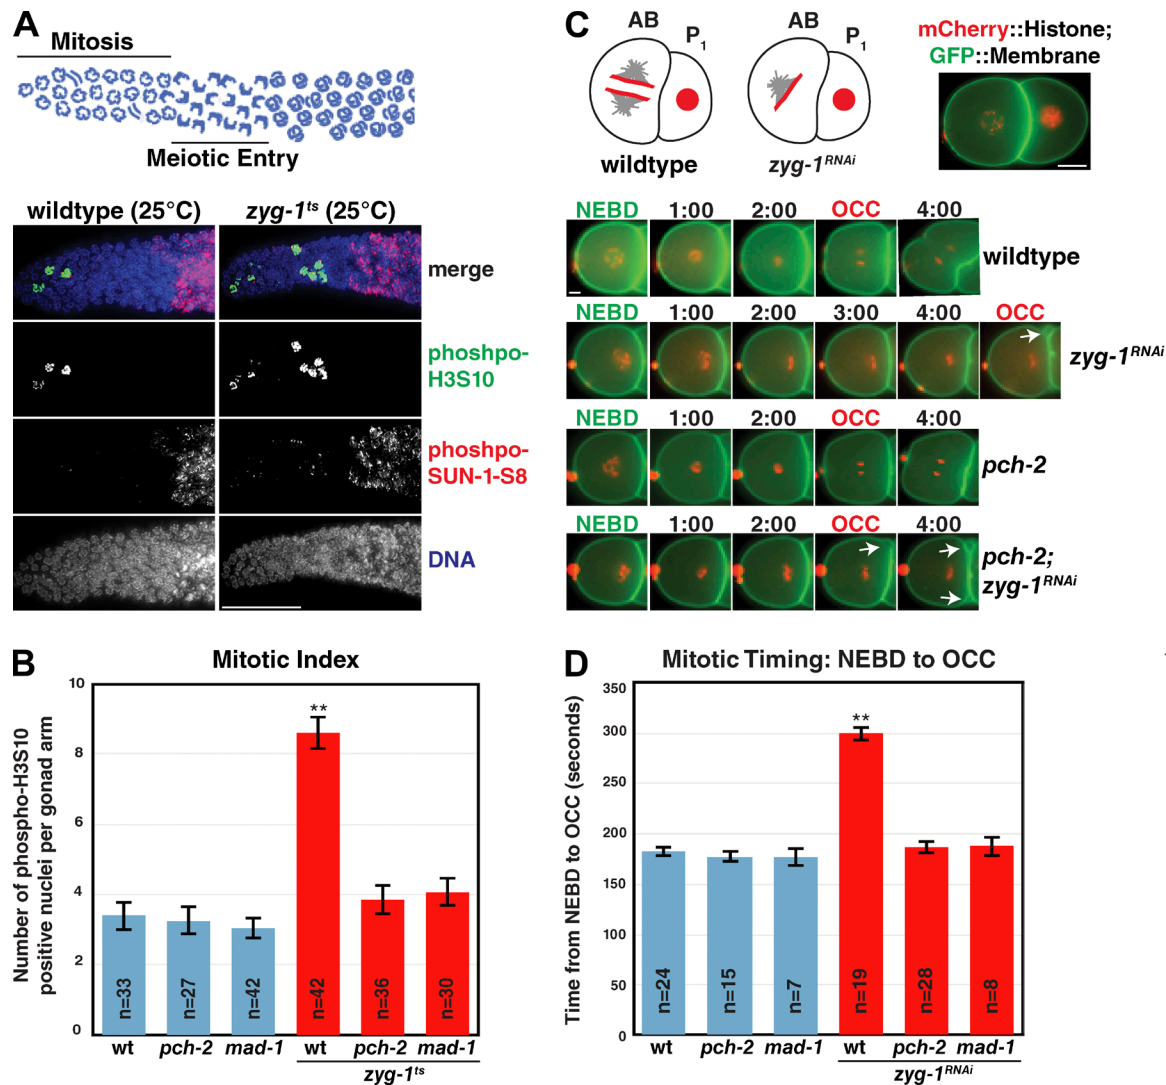 A
Mitosis
Meiotic Entry
wildtype (25°C)
zyg-1ts (25°C)
merge
phoshpo-
H3S10
phoshpo-
SUN-1-S8
DNA
B
Mitotic Index
Number of phospho-H3S10
positive nuclei per gonad arm
10
8
6
4
2
0
**
n=33
n=27
n=42
n=42
n=36
n=30
wt
pch-2
mad-1
wt
pch-2
mad-1
zyg-1ts
C
AB
P1
wildtype
AB
P1
zyg-1RNAi
mCherry::Histone;
GFP::Membrane
NEBD 1:00 2:00 OCC 4:00
wildtype
NEBD 1:00 2:00 3:00 4:00 OCC
zyg-1RNAi
NEBD 1:00 2:00 OCC 4:00
pch-2
NEBD 1:00 2:00 OCC 4:00
pch-2;
zyg-1RNAi
D
Mitotic Timing: NEBD to OCC
Time from NEBD to OCC (seconds)
350
300
250
200
150
100
50
0
**
n=24
n=15
n=7
n=19
n=28
n=8
wt
pch-2
mad-1
wt
pch-2
mad-1
zyg-1RNAi